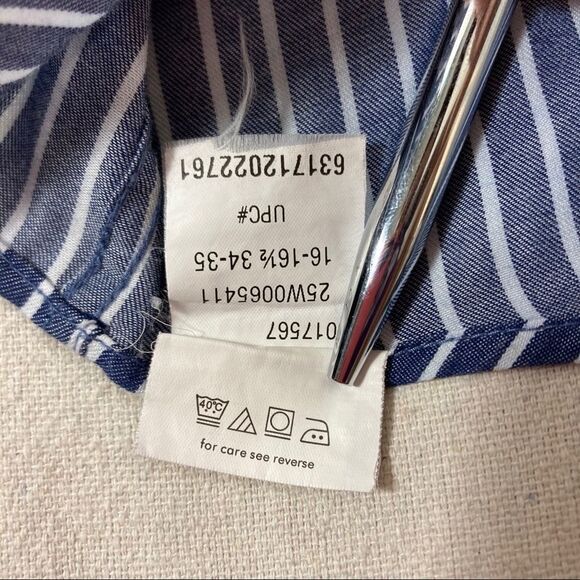 017567
25W0065411
16-16½ 34-35
UPC#
631712022761
40°C
for care see reverse